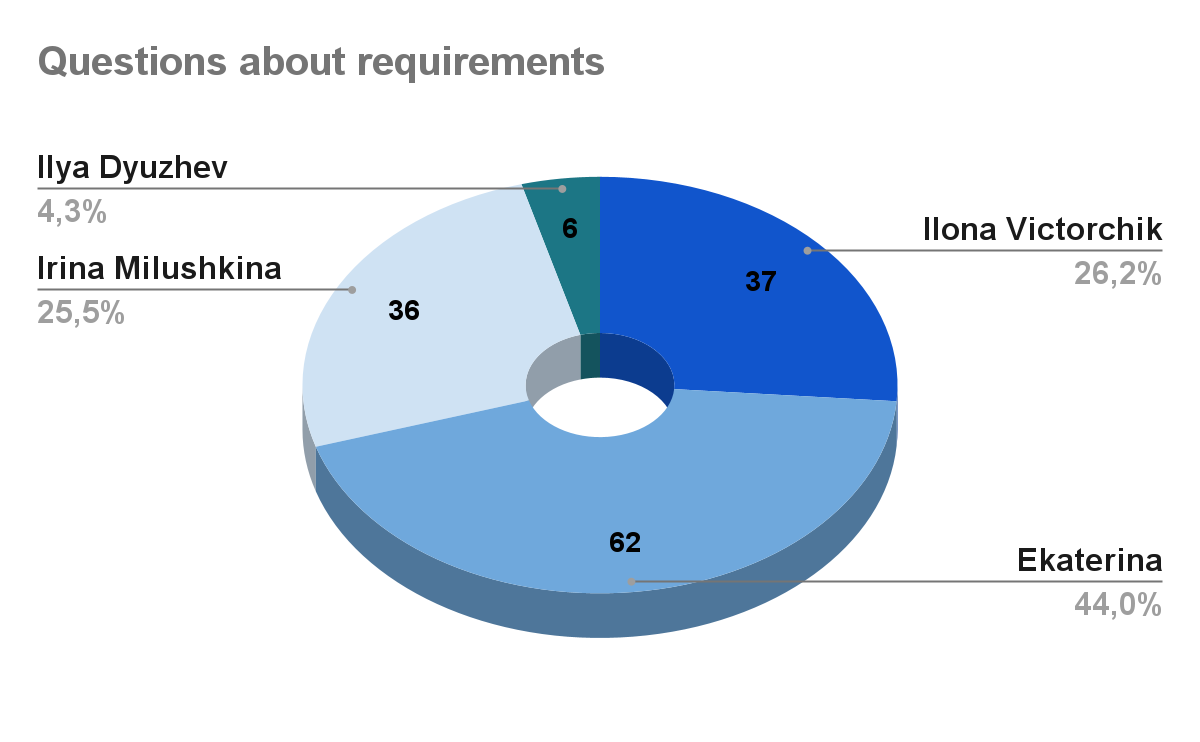 Questions about requirements
Ilya Dyuzhev
4,3%
Irina Milushkina
25,5%
Ilona Victorchik
26,2%
Ekaterina
44,0%
6
37
36
62